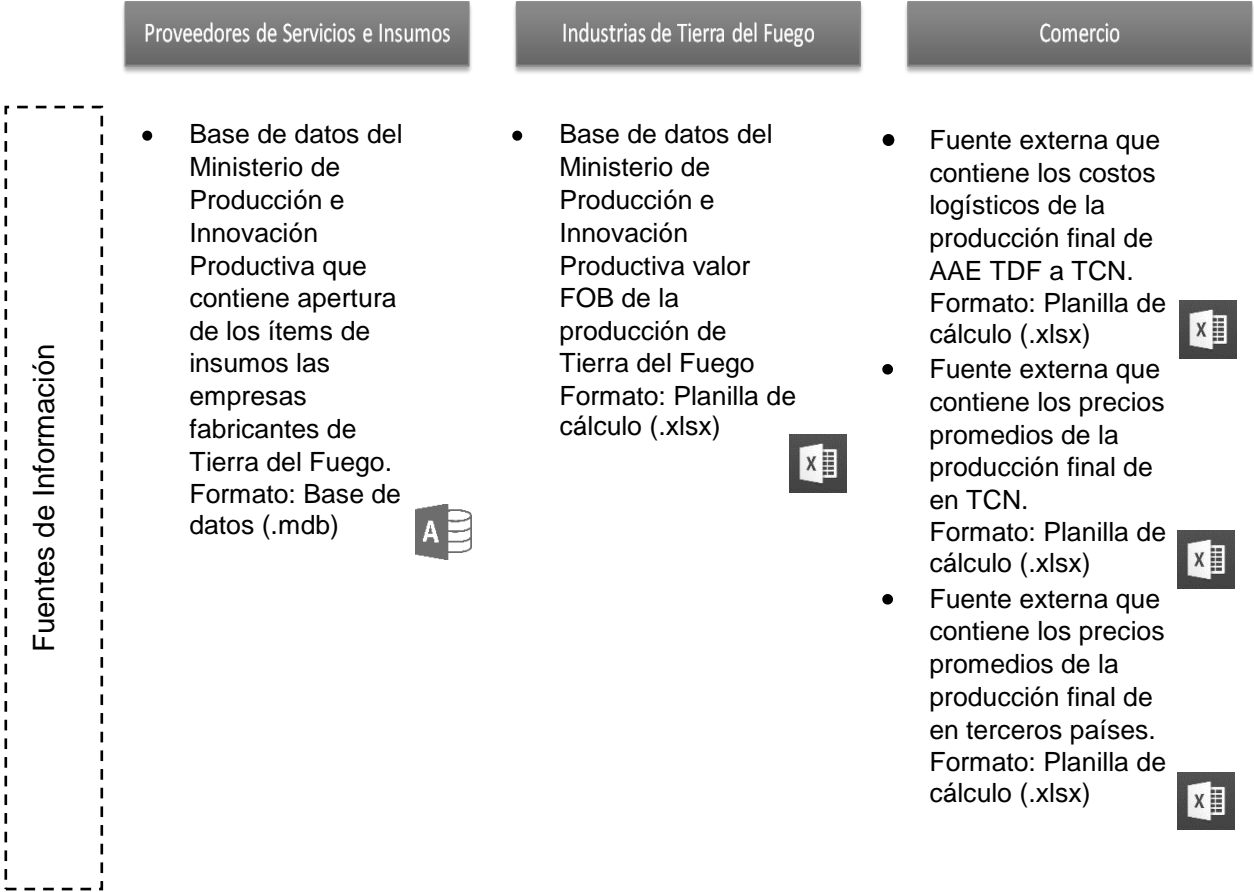 Proveedores de Servicios e Insumos
Industrias de Tierra del Fuego
Comercio
Fuentes de Información
• Base de datos del
Ministerio de
Producción e
Innovación
Productiva que
contiene apertura
de los ítems de
insumos las
empresas
fabricantes de
Tierra del Fuego.
Formato: Base de
datos (.mdb)
A
• Base de datos del
Ministerio de
Producción e
Innovación
Productiva valor
FOB de la
producción de
Tierra del Fuego
Formato: Planilla de
cálculo (.xlsx)
X
• Fuente externa que
contiene los costos
logísticos de la
producción final de
AAE TDF a TCN.
Formato: Planilla de
cálculo (.xlsx)
X
• Fuente externa que
contiene los precios
promedios de la
producción final de
en TCN.
Formato: Planilla de
cálculo (.xlsx)
X
• Fuente externa que
contiene los precios
promedios de la
producción final de
en terceros países.
Formato: Planilla de
cálculo (.xlsx)
X